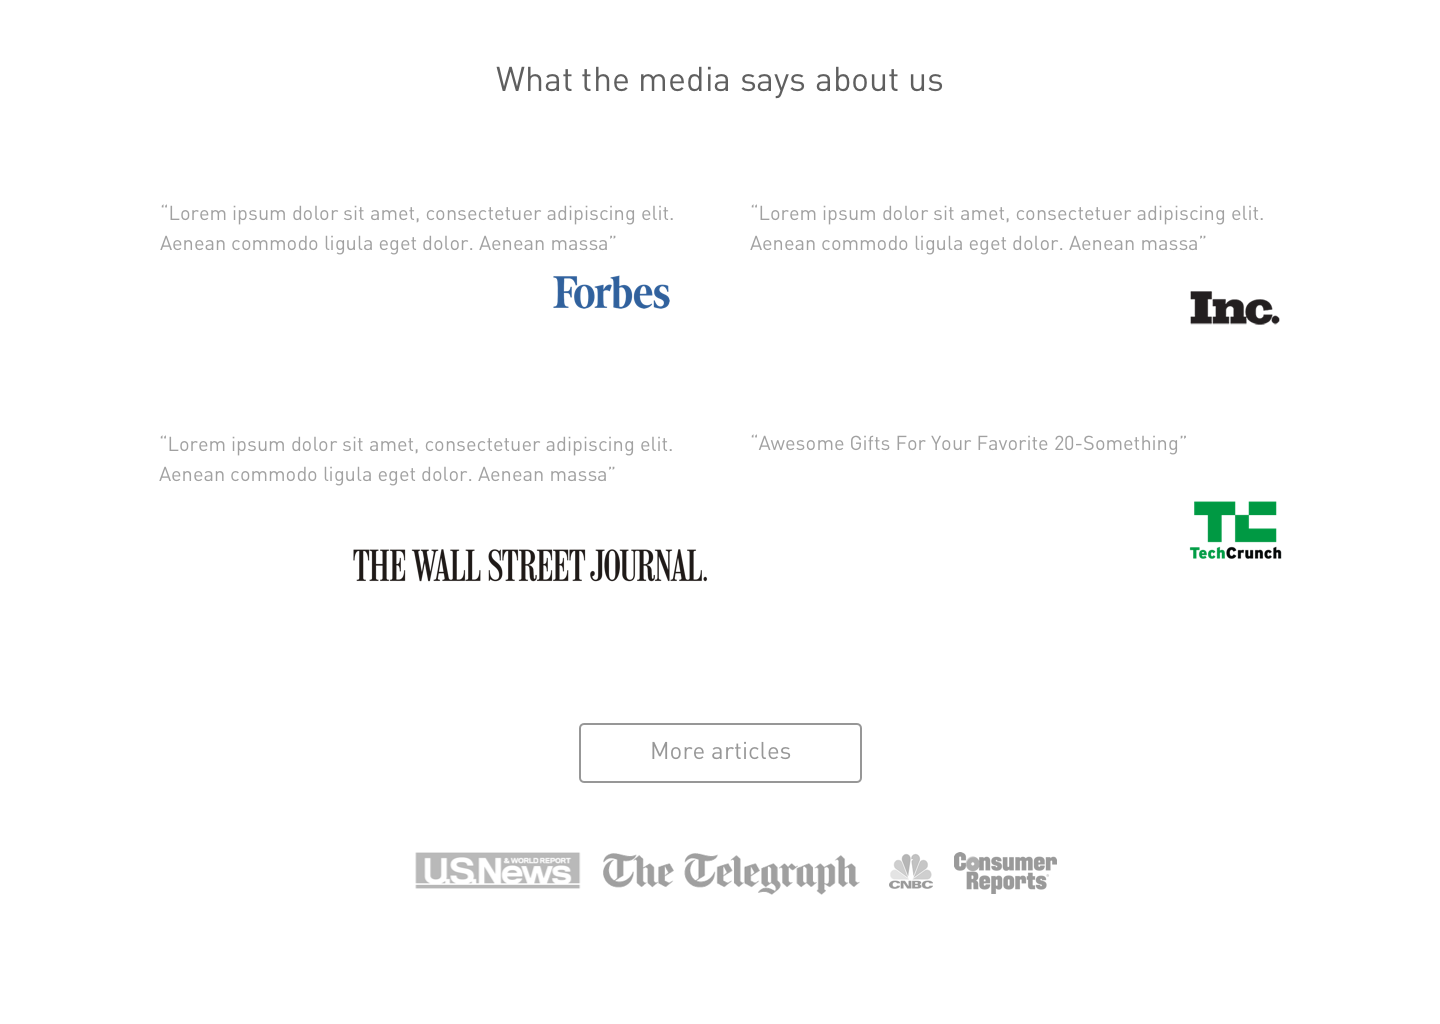 What the media says about us
“Lorem ipsum dolor sit amet, consectetuer adipiscing elit.
Aenean commodo ligula eget dolor. Aenean massa”
Forbes
“Lorem ipsum dolor sit amet, consectetuer adipiscing elit.
Aenean commodo ligula eget dolor. Aenean massa”
Inc.
“Lorem ipsum dolor sit amet, consectetuer adipiscing elit.
Aenean commodo ligula eget dolor. Aenean massa”
THE WALL STREET JOURNAL.
“Awesome Gifts For Your Favorite 20-Something”
TC
TechCrunch
More articles
U.S.News & WORLD REPORT
The Telegraph
CNBC
Consumer
Reports